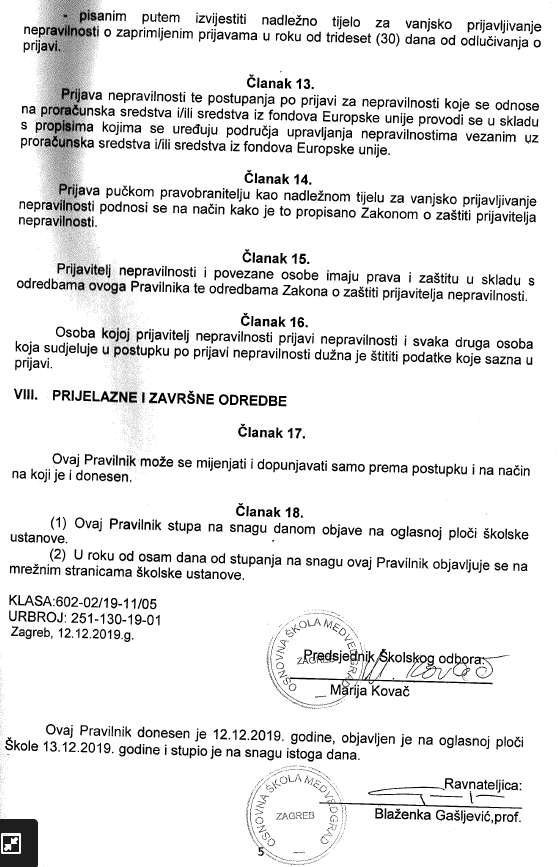 - pisanim putem izvijestiti nadležno tijelo za vanjsko prijavljivanje
nepravilnosti o zaprimljenim prijavama u roku od trideset (30) dana od odlučivanja o
prijavi.
Članak 13.
Prijava nepravilnosti te postupanja po prijavi za nepravilnosti koje se odnose
na proračunska sredstva i/ili sredstva iz fondova Europske unije provodi se u skladu
s propisima kojima se uređuju područja upravljanja nepravilnostima vezanim uz
proračunska sredstva i/ili sredstva iz fondova Europske unije.
Članak 14.
Prijava pučkom pravobranitelju kao nadležnom tijelu za vanjsko prijavljivanje
nepravilnosti podnosi se na način kako je to propisano Zakonom o zaštiti prijavitelja
nepravilnosti.
Članak 15.
Prijavitelj nepravilnosti i povezane osobe imaju prava i zaštitu u skladu s
odredbama ovoga Pravilnika te odredbama Zakona o zaštiti prijavitelja nepravilnosti.
Članak 16.
Osoba kojoj prijavitelj nepravilnosti prijavi nepravilnosti i svaka druga osoba
koja sudjeluje u postupku po prijavi nepravilnosti dužna je štititi podatke koje sazna u
prijavi.
VIII. PRIJELAZNE I ZAVRŠNE ODREDBE
Članak 17.
Ovaj Pravilnik može se mijenjati i dopunjavati samo prema postupku i na način
na koji je i donesen.
Članak 18.
(1) Ovaj Pravilnik stupa na snagu danom objave na oglasnoj ploči školske
ustanove.
(2) U roku od osam dana od stupanja na snagu ovaj Pravilnik objavljuje se na
mrežnim stranicama školske ustanove.
KLASA:602-02/19-11/05
URBROJ: 251-130-19-01
Zagreb, 12.12.2019.g.
OSNOVNA ŠKOLA MEDVEDGRAD
ZAGREB
Predsjednik Školskog odbora:
M. Kovač
Marija Kovač
Ovaj Pravilnik donesen je 12.12.2019. godine, objavljen je na oglasnoj ploči
Škole 13.12.2019. godine i stupio je na snagu istoga dana.
OSNOVNA ŠKOLA MEDVEDGRAD
ZAGREB
Ravnateljica:
Blaženka Gašljević,prof.
5